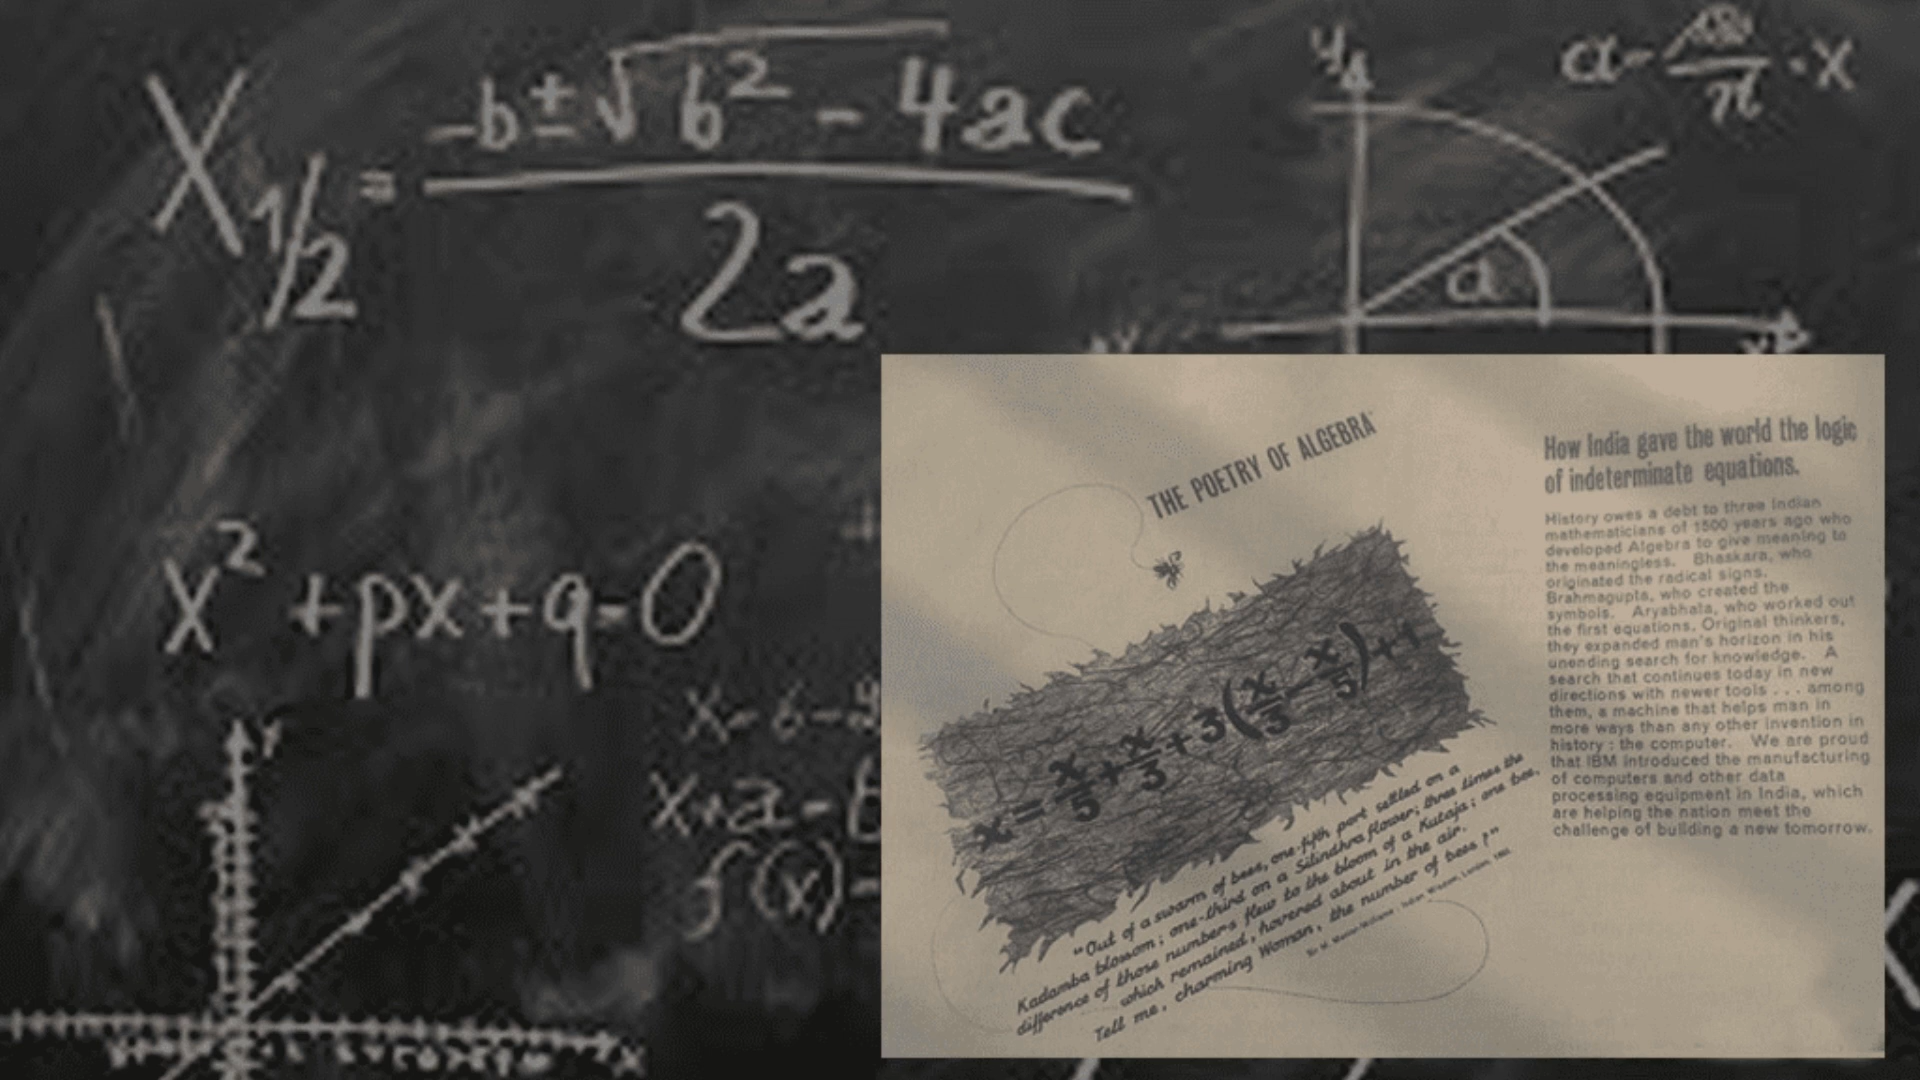 X1/2 = -b ± √b² - 4ac
2a
y
α = /π · X
α
x
x² + px + q = 0
y
x
f(x) =
THE POETRY OF ALGEBRA
x = x/5 + x/3 + 3(x/3 - x/5) + 1
"Out of a swarm of bees, one-fifth part settled on a
Kadamba blossom; one-third on a Silindhra flower; three times the
difference of those numbers flew to the bloom of a Kutaja; one bee,
which remained, hovered about in the air.
Tell me, charming Woman, the number of bees!"
Sir M. Monier-Williams: Indian Wisdom, London,
How India gave the world the logic
of indeterminate equations.
History owes a debt to three Indian
mathematicians of 1500 years ago who
developed Algebra to give meaning to
the meaningless. Bhaskara, who
originated the radical signs.
Brahmagupta, who created the
symbols. Aryabhata, who worked out
the first equations. Original thinkers,
they expanded man's horizon in his
unending search for knowledge. A
search that continues today in new
directions with newer tools . . . among
them, a machine that helps man in
more ways than any other invention in
history : the computer. We are proud
that IBM introduced the manufacturing
of computers and other data
processing equipment in India, which
are helping the nation meet the
challenge of building a new tomorrow.